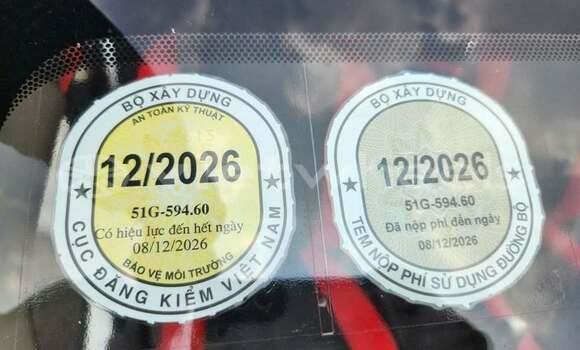 BỘ XÂY DỰNG
AN TOÀN KỸ THUẬT
12/2026
51G-594.60
Có hiệu lực đến hết ngày
08/12/2026
BẢO VỆ MÔI TRƯỜNG
CỤC ĐĂNG KIỂM VIỆT NAM
BỘ XÂY DỰNG
12/2026
51G-594.60
Đã nộp phí đến ngày
08/12/2026
TEM NỘP PHÍ SỬ DỤNG ĐƯỜNG BỘ